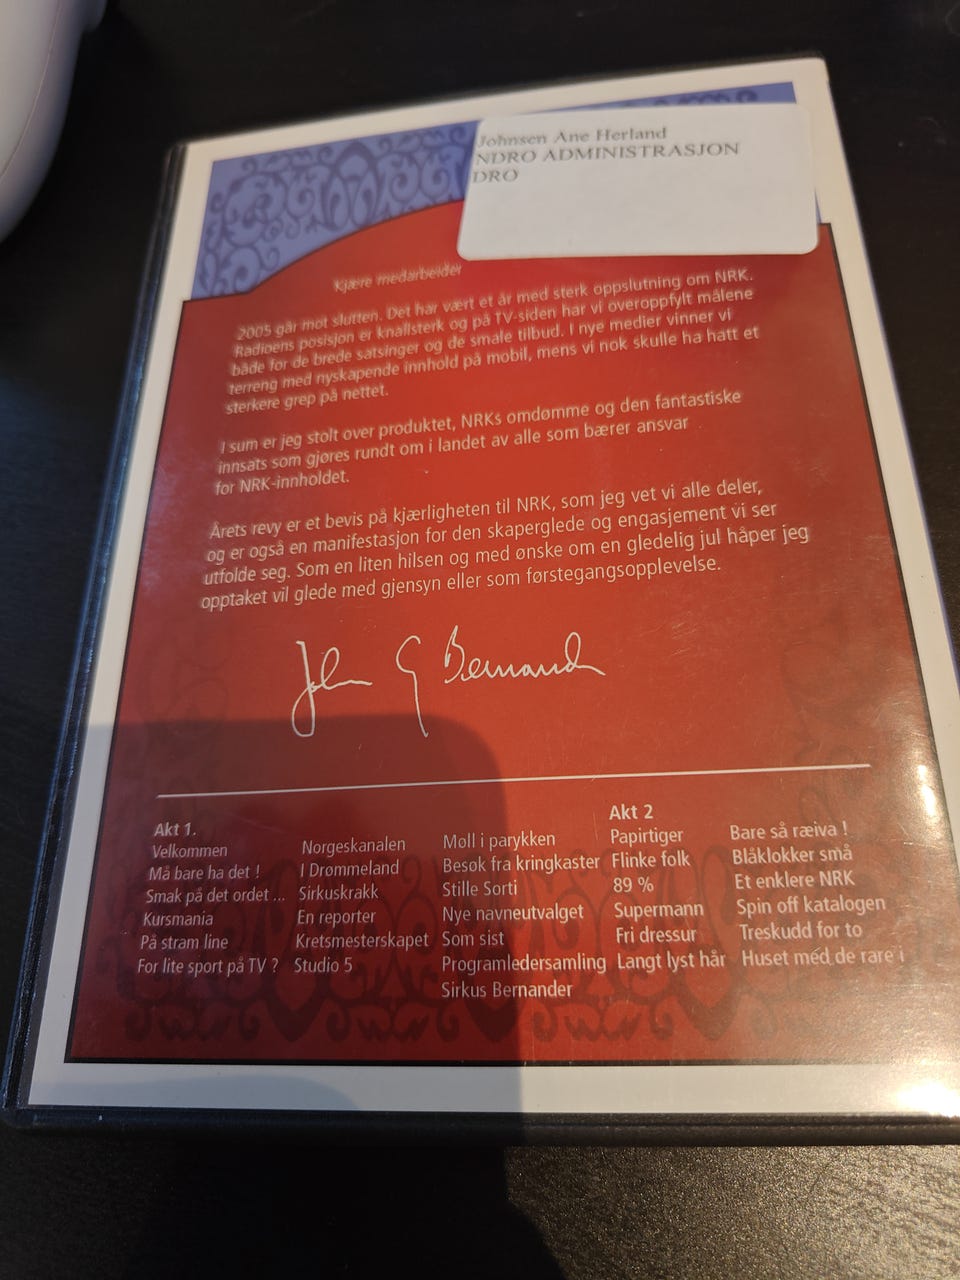 Johnsen Ane Herland
NDRO ADMINISTRASJON
DRO
Kjære medarbeider
2005 går mot slutten. Det har vært et år med sterk oppslutning om NRK.
Radioens posisjon er knallsterk og på TV-siden har vi overoppfylt målene
både for de brede satsinger og de smale tilbud. I nye medier vinner vi
terreng med nyskapende innhold på mobil, mens vi nok skulle ha hatt et
sterkere grep på nettet.
I sum er jeg stolt over produktet, NRKs omdømme og den fantastiske
innsats som gjøres rundt om i landet av alle som bærer ansvar
for NRK-innholdet.
Årets revy er et bevis på kjærligheten til NRK, som jeg vet vi alle deler,
og er også en manifestasjon for den skaperglede og engasjement vi ser
utfolde seg. Som en liten hilsen og med ønske om en gledelig jul håper jeg
opptaket vil glede med gjensyn eller som førstegangsopplevelse.
John G Bernander
Akt 1.
Velkommen
Må bare ha det !
Smak på det ordet ...
Kursmania
På stram line
For lite sport på TV ?
Norgeskanalen
I Drømmeland
Sirkuskrakk
En reporter
Kretsmesterskapet
Studio 5
Møll i parykken
Besøk fra kringkaster
Stille Sorti
Nye navneutvalget
Som sist
Programledersamling
Sirkus Bernander
Akt 2
Papirtiger
Flinke folk
89 %
Supermann
Fri dressur
Langt lyst hår
Bare så ræiva !
Blåklokker små
Et enklere NRK
Spin off katalogen
Treskudd for to
Huset med de rare i